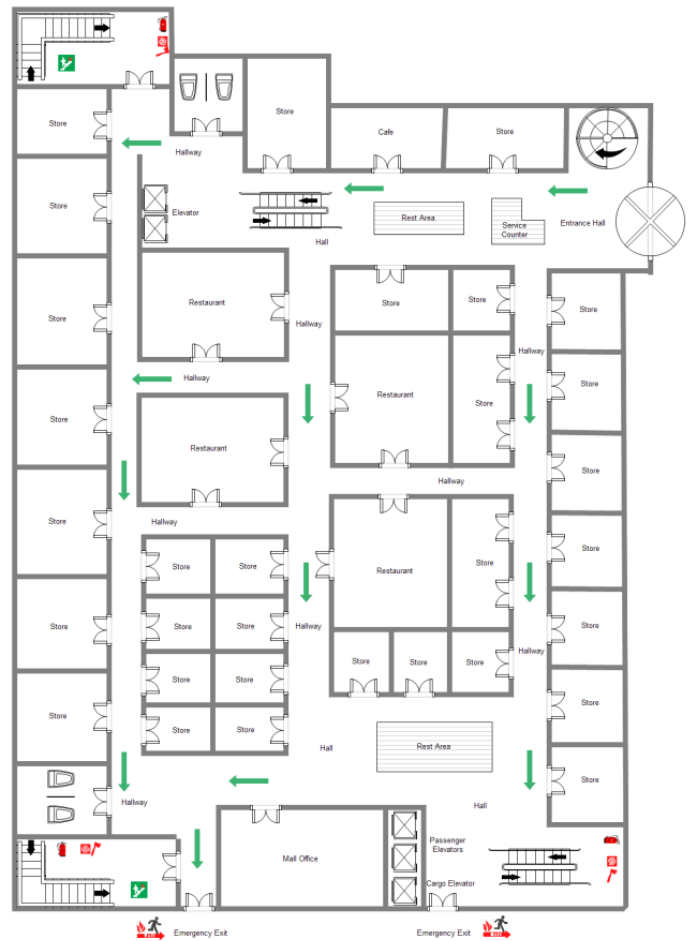 Store
Store
Cafe
Store
Hallway
Store
Elevator
Rest Area
Service
Counter
Entrance Hall
Hall
Restaurant
Store
Store
Store
Store
Hallway
Hallway
Hallway
Store
Restaurant
Store
Store
Restaurant
Store
Hallway
Store
Hallway
Store
Store
Store
Store
Restaurant
Store
Store
Store
Hallway
Store
Hallway
Store
Store
Store
Store
Store
Store
Store
Store
Store
Hall
Rest Area
Store
Hallway
Hall
Passenger
Elevators
Mall Office
Cargo Elevator
Emergency Exit
Emergency Exit